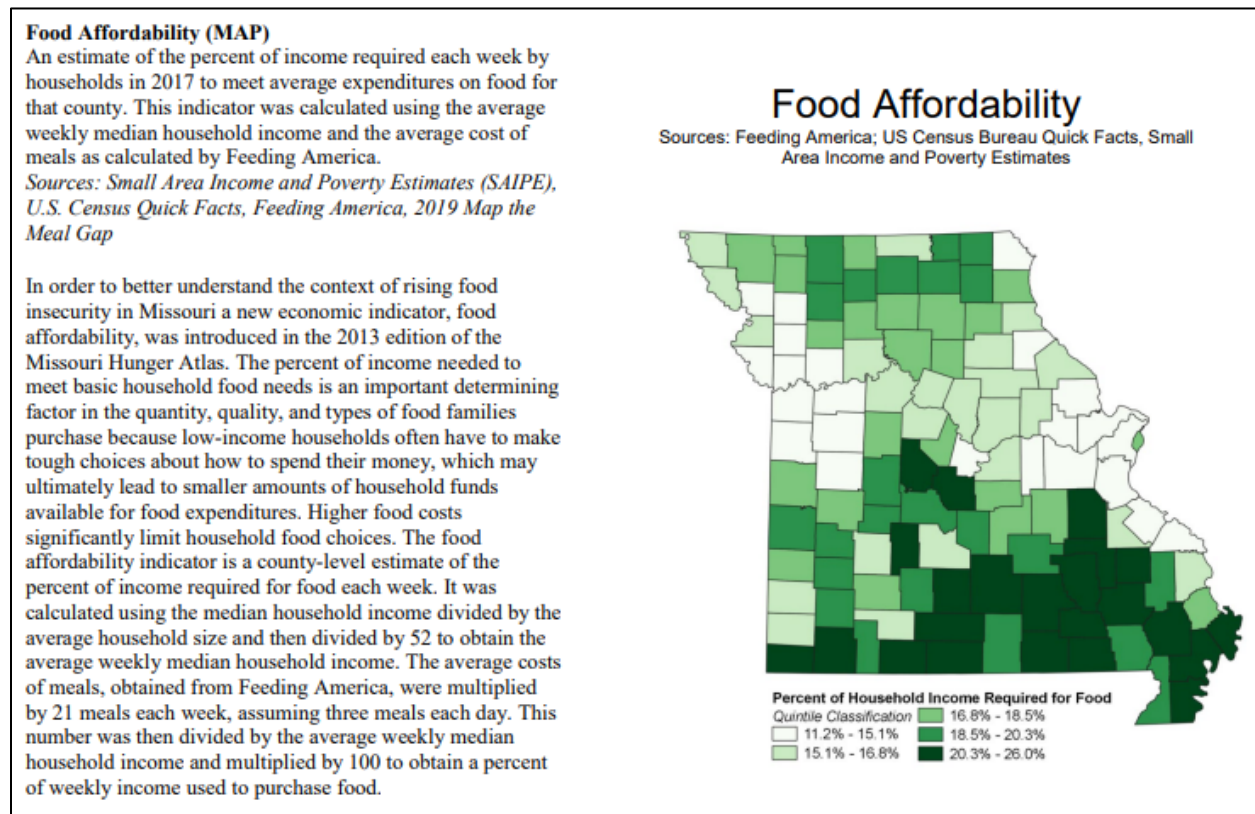 Food Affordability (MAP)
An estimate of the percent of income required each week by
households in 2017 to meet average expenditures on food for
that county. This indicator was calculated using the average
weekly median household income and the average cost of
meals as calculated by Feeding America.
Sources: Small Area Income and Poverty Estimates (SAIPE),
U.S. Census Quick Facts, Feeding America, 2019 Map the
Meal Gap
In order to better understand the context of rising food
insecurity in Missouri a new economic indicator, food
affordability, was introduced in the 2013 edition of the
Missouri Hunger Atlas. The percent of income needed to
meet basic household food needs is an important determining
factor in the quantity, quality, and types of food families
purchase because low-income households often have to make
tough choices about how to spend their money, which may
ultimately lead to smaller amounts of household funds
available for food expenditures. Higher food costs
significantly limit household food choices. The food
affordability indicator is a county-level estimate of the
percent of income required for food each week. It was
calculated using the median household income divided by the
average household size and then divided by 52 to obtain the
average weekly median household income. The average costs
of meals, obtained from Feeding America, were multiplied
by 21 meals each week, assuming three meals each day. This
number was then divided by the average weekly median
household income and multiplied by 100 to obtain a percent
of weekly income used to purchase food.
Food Affordability
Sources: Feeding America; US Census Bureau Quick Facts, Small
Area Income and Poverty Estimates
Percent of Household Income Required for Food
Quintile Classification
11.2% - 15.1%
15.1% - 16.8%
16.8% - 18.5%
18.5% - 20.3%
20.3% - 26.0%